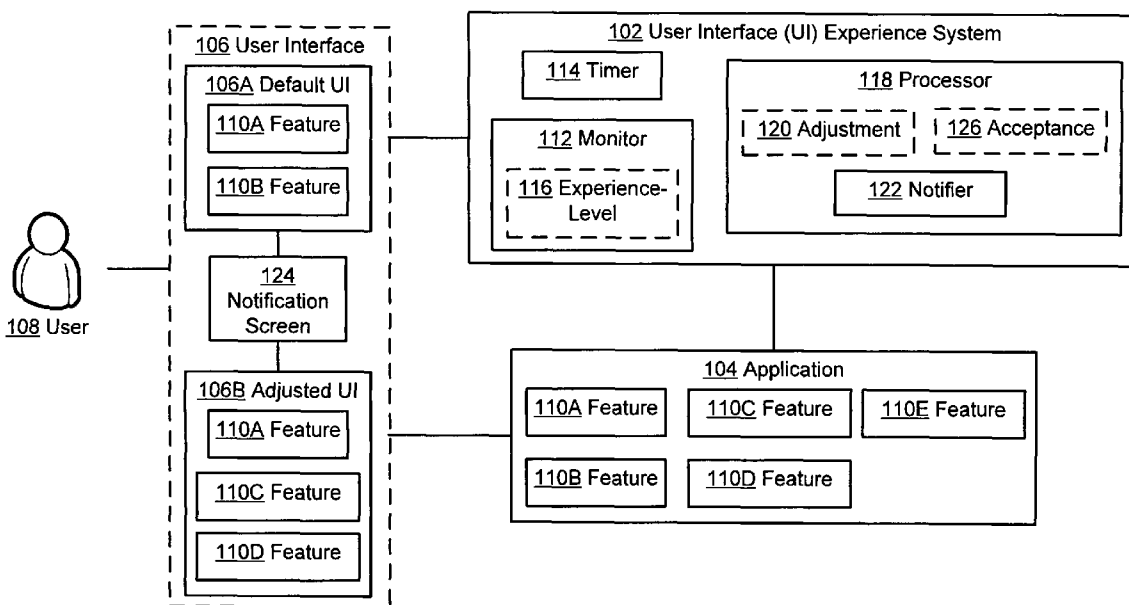 106 User Interface
106A Default UI
110A Feature
110B Feature
124
Notification
Screen
106B Adjusted UI
110A Feature
110C Feature
110D Feature
108 User
102 User Interface (UI) Experience System
114 Timer
112 Monitor
116 Experience-
Level
118 Processor
120 Adjustment
126 Acceptance
122 Notifier
104 Application
110A Feature
110C Feature
110E Feature
110B Feature
110D Feature